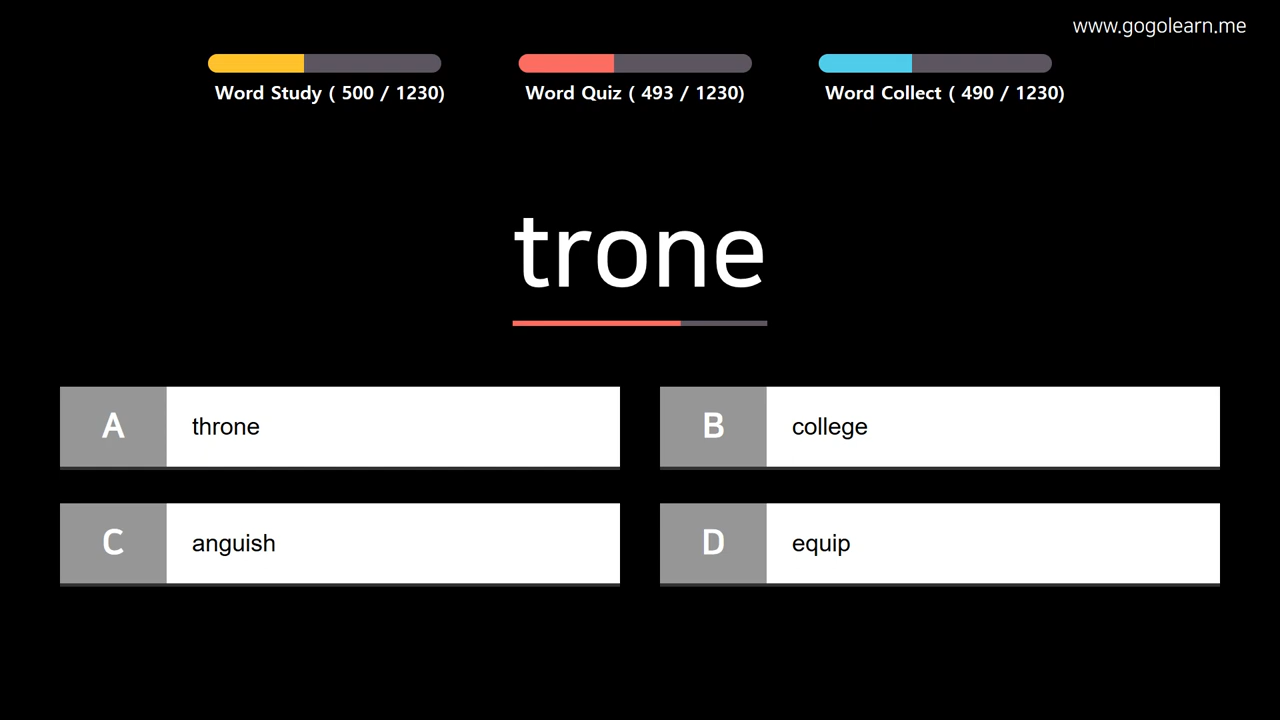 www.gogolearn.me
Word Study ( 500 / 1230)
Word Quiz ( 493 / 1230)
Word Collect ( 490 / 1230)
trone
A throne
B college
C anguish
D equip